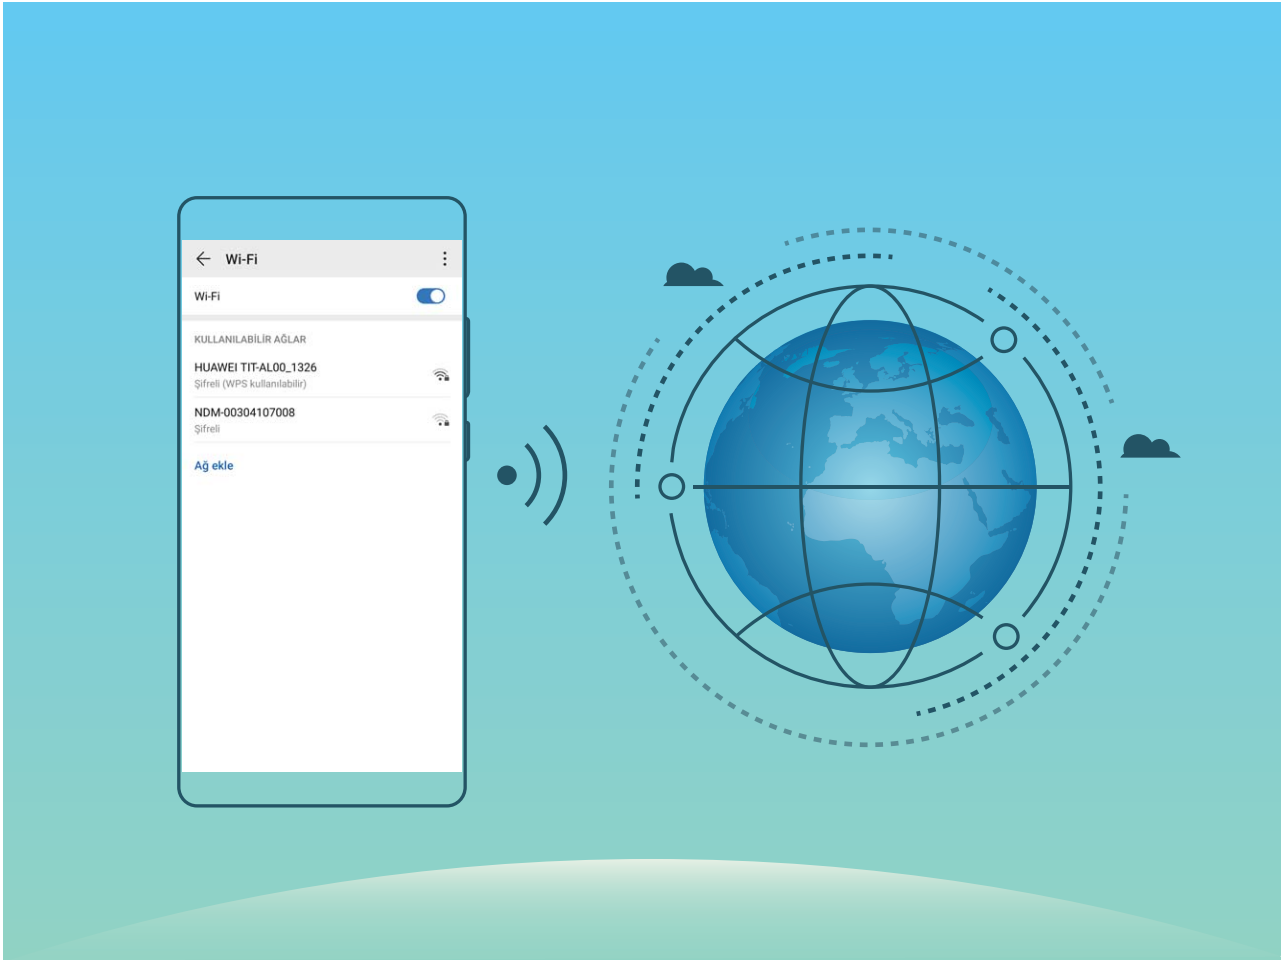 Wi-Fi
Wi-Fi
KULLANILABİLİR AĞLAR
HUAWEI TIT-AL00_1326
Şifreli (WPS kullanılabilir)
NDM-00304107008
Şifreli
Ağ ekle